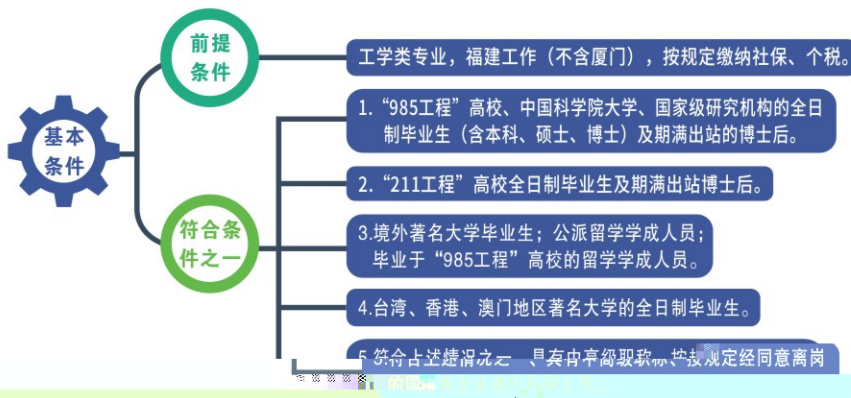 前提
条件
工学类专业，福建工作（不含厦门），按规定缴纳社保、个税。
基本
条件
1.“985工程”高校、中国科学院大学、国家级研究机构的全日
制毕业生（含本科、硕士、博士）及期满出站的博士后。
2.“211工程”高校全日制毕业生及期满出站博士后。
符合条
件之一
3.境外著名大学毕业生；公派留学学成人员；
毕业于“985工程”高校的留学学成人员。
4.台湾、香港、澳门地区著名大学的全日制毕业生。
5.符合上述情况之一 具有 高级职称 按规定经同意离岗